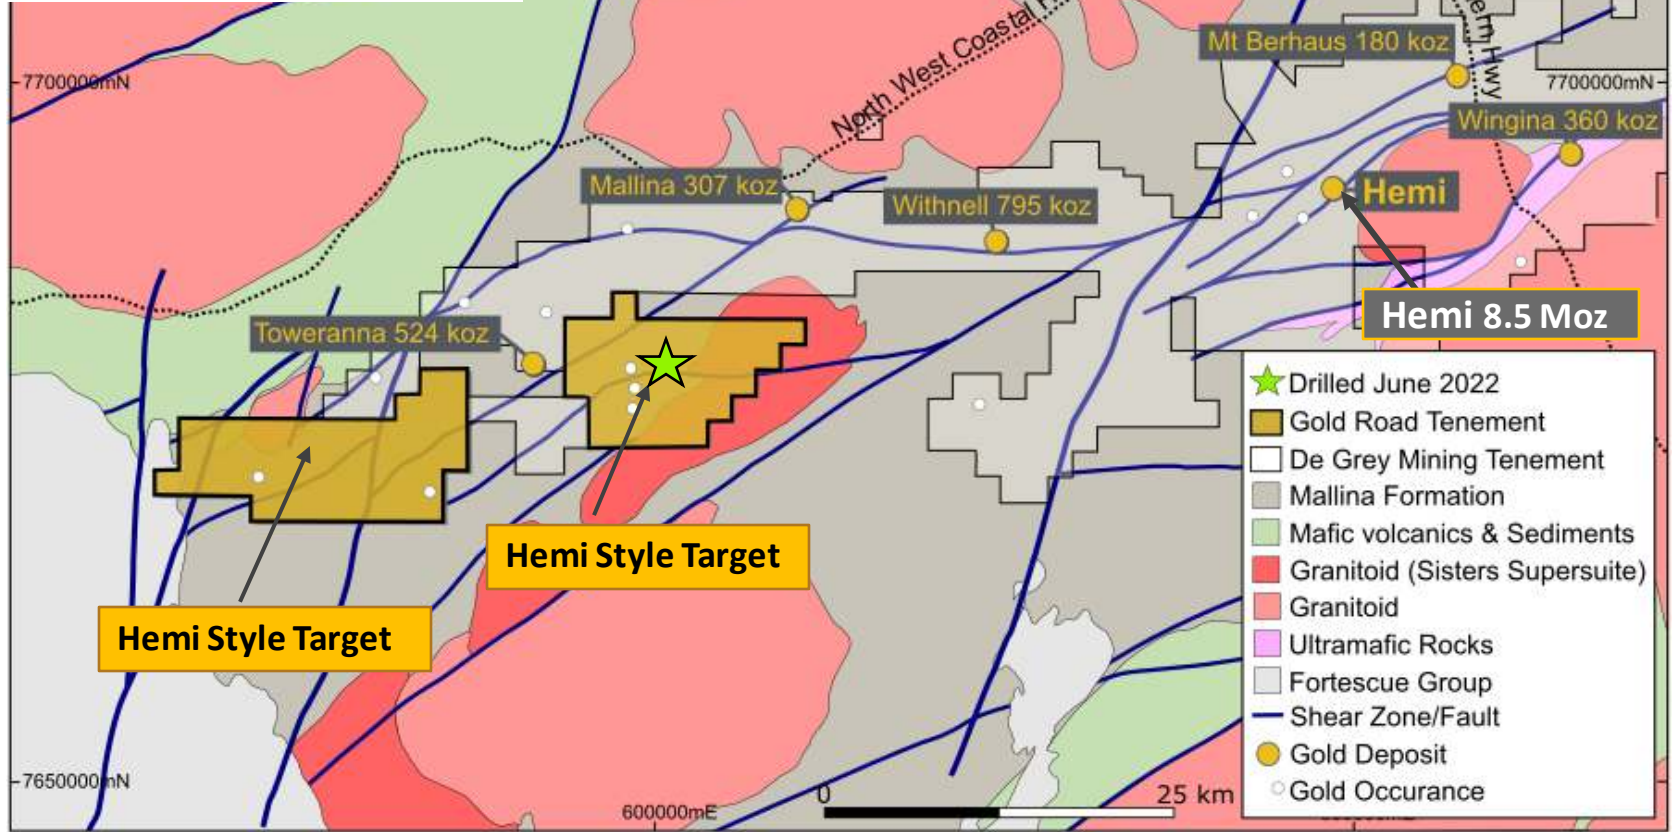 North West Coastal H
ern Hwy
Mt Berhaus 180 koz
7700000mN
7700000mN
Wingina 360 koz
Mallina 307 koz
Withnell 795 koz
Hemi
Hemi 8.5 Moz
Toweranna 524 koz
Hemi Style Target
Hemi Style Target
Drilled June 2022
Gold Road Tenement
De Grey Mining Tenement
Mallina Formation
Mafic volcanics & Sediments
Granitoid (Sisters Supersuite)
Granitoid
Ultramafic Rocks
Fortescue Group
Shear Zone/Fault
Gold Deposit
Gold Occurance
7650000mN
600000mE
0
25 km